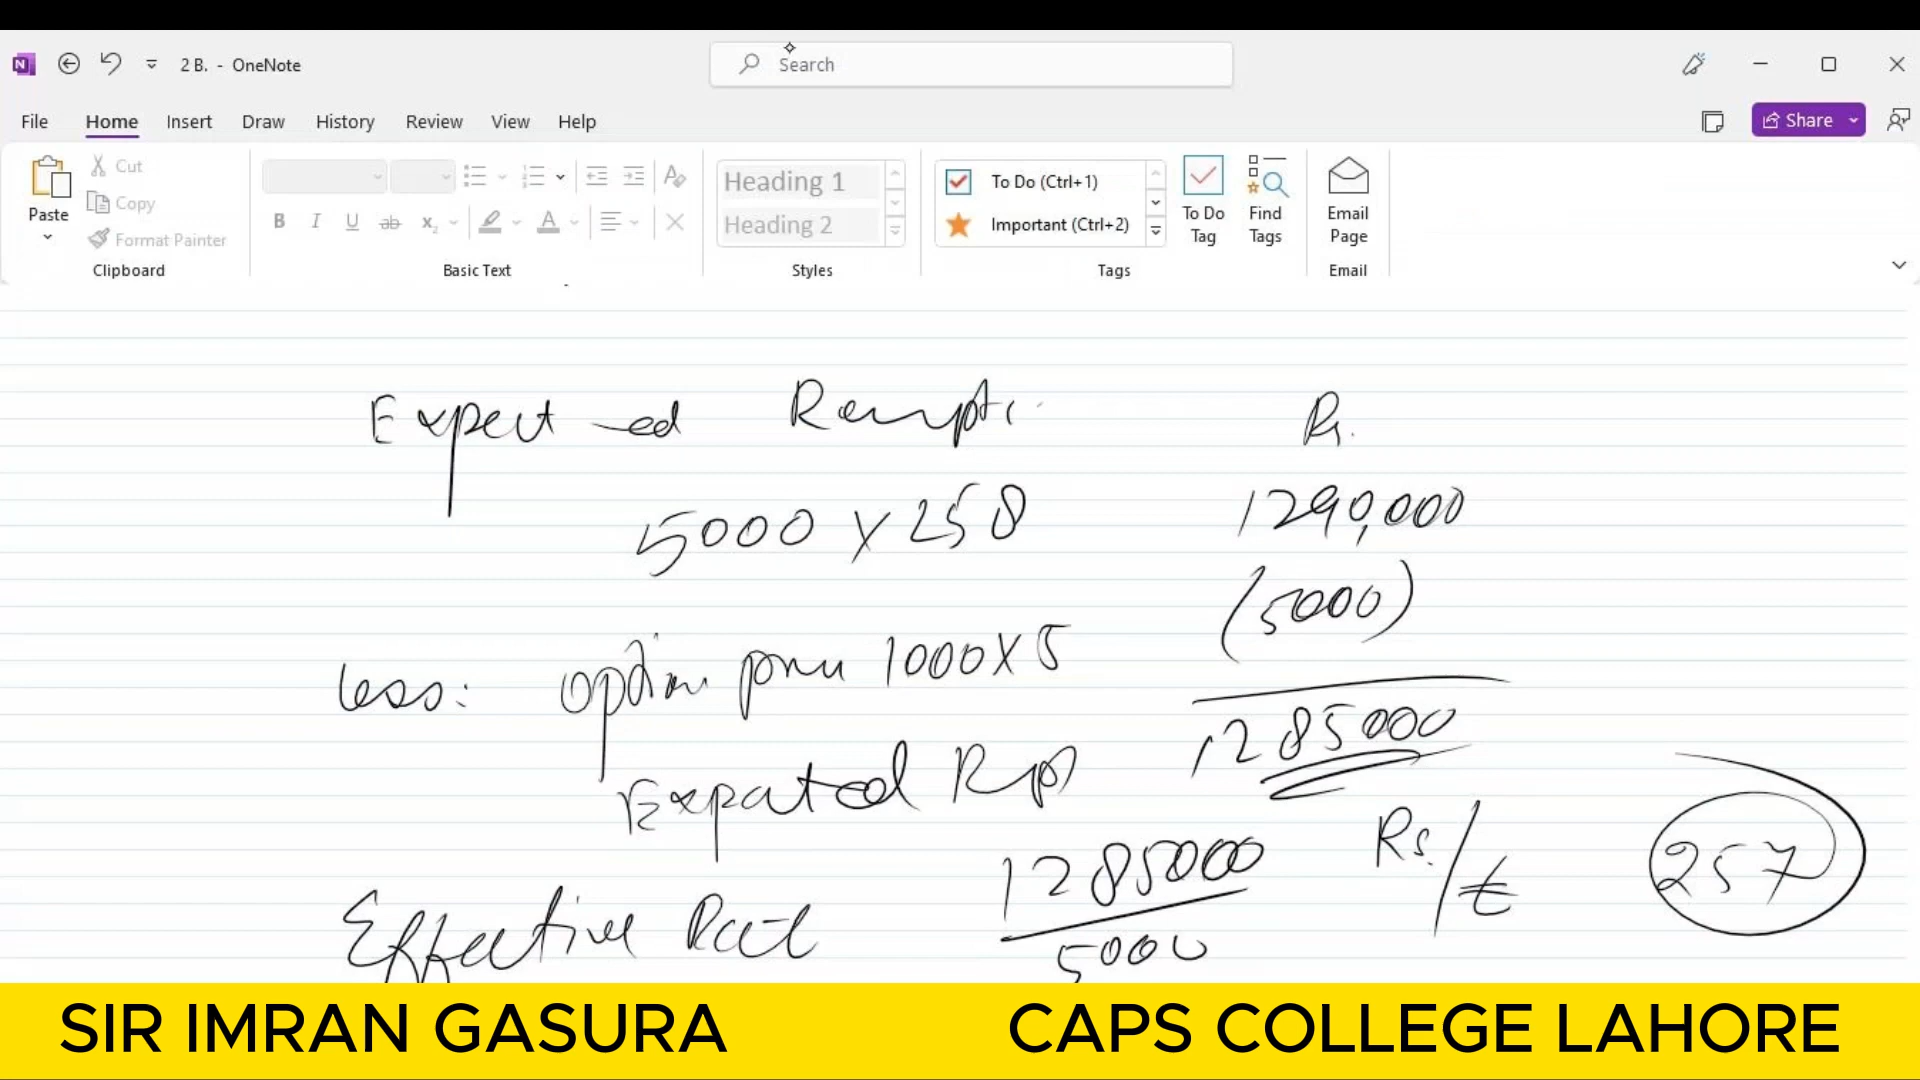 2 B. - OneNote
Search
File Home Insert Draw History Review View Help
Share
Paste
Cut
Copy
Format Painter
Clipboard
B I U ab x₂ A
Basic Text
Heading 1
Heading 2
Styles
To Do (Ctrl+1)
Important (Ctrl+2)
To Do Tag
Find Tags
Tags
Email Page
Email
Expected Rs.
5000 x 258 1290,000
(5000)
less: option 1000 x 5
1285000
Expected
1285000 Rs./£ 257
Effective Rate
5000
SIR IMRAN GASURA CAPS COLLEGE LAHORE